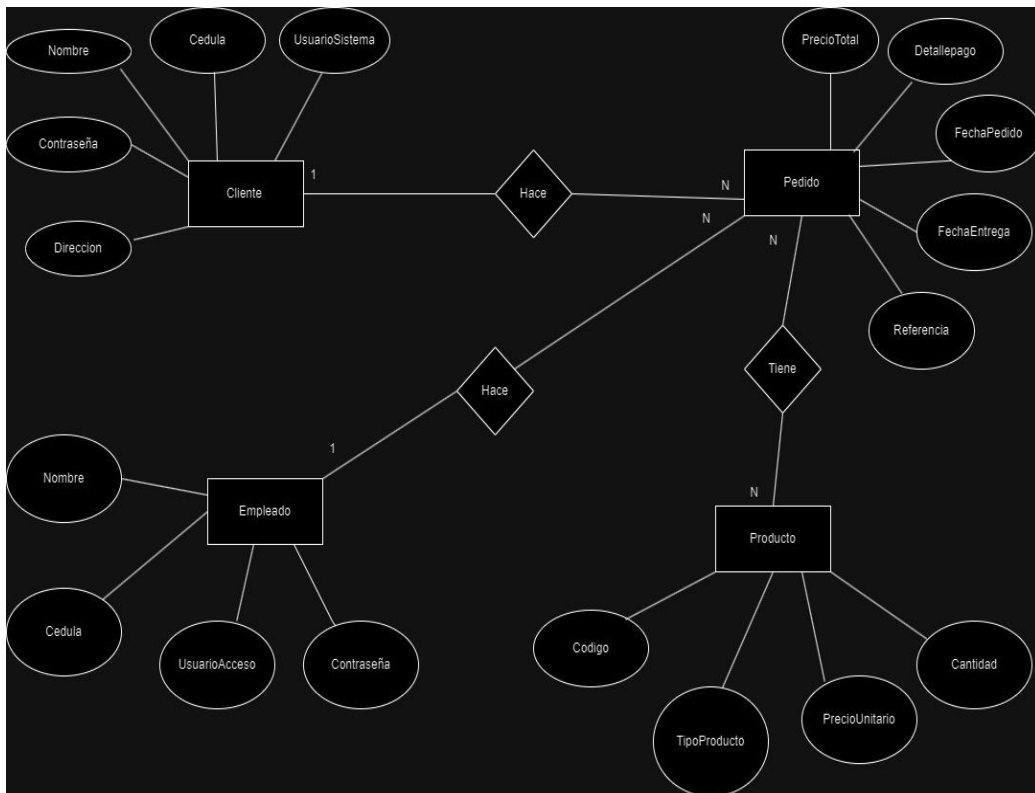 Nombre
Cedula
UsuarioSistema
PrecioTotal
Detallepago
Contraseña
FechaPedido
Cliente
1
Hace
N
Pedido
N
N
Direccion
FechaEntrega
Referencia
Hace
Tiene
1
Nombre
Empleado
N
Producto
Cedula
UsuarioAcceso
Contraseña
Codigo
Cantidad
TipoProducto
PrecioUnitario